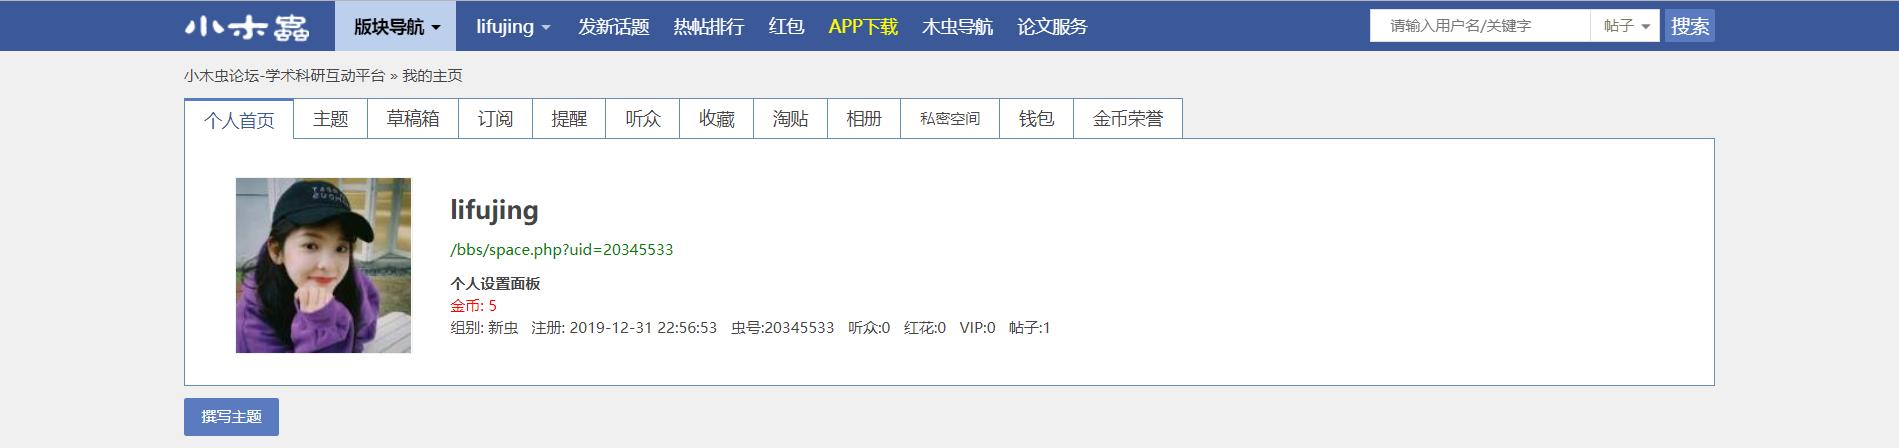 小木蟲 版块导航 lifujing 发新话题 热帖排行 红包 APP下载 木虫导航 论文服务 请输入用户名/关键字 帖子 搜索
小木虫论坛-学术科研互动平台 » 我的主页
个人首页 主题 草稿箱 订阅 提醒 听众 收藏 淘贴 相册 私密空间 钱包 金币荣誉
lifujing
/bbs/space.php?uid=20345533
个人设置面板
金币: 5
组别: 新虫 注册: 2019-12-31 22:56:53 虫号:20345533 听众:0 红花:0 VIP:0 帖子:1
撰写主题